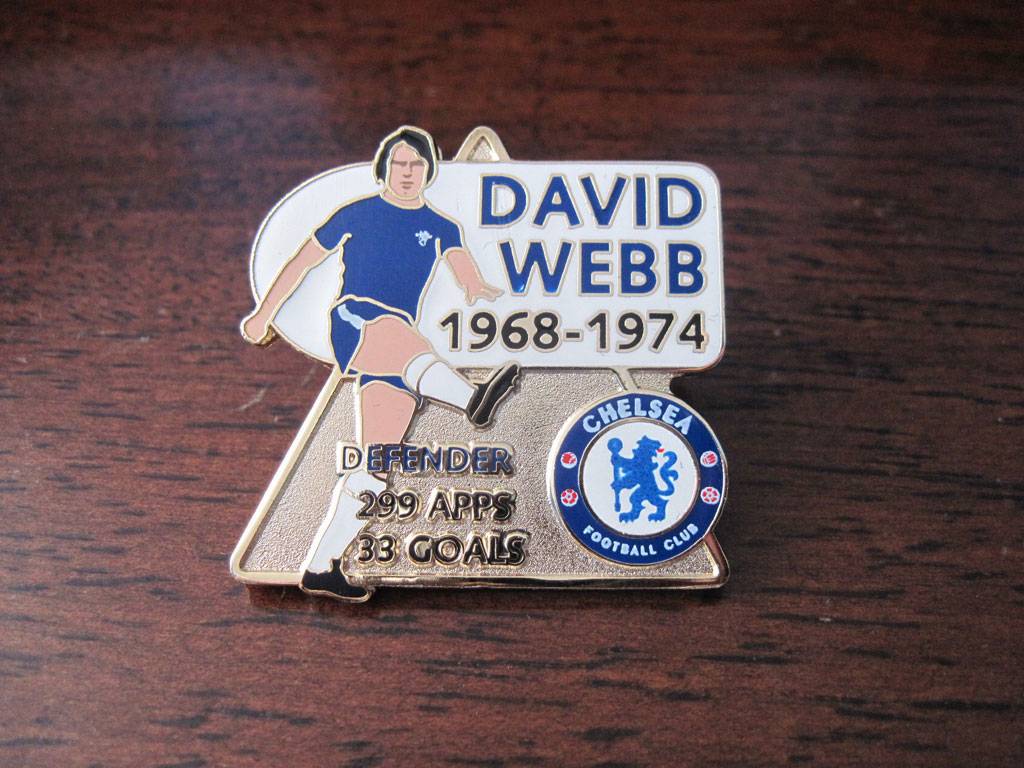 DAVID
WEBB
1968-1974
DEFENDER
299 APPS
33 GOALS
CHELSEA
FOOTBALL CLUB